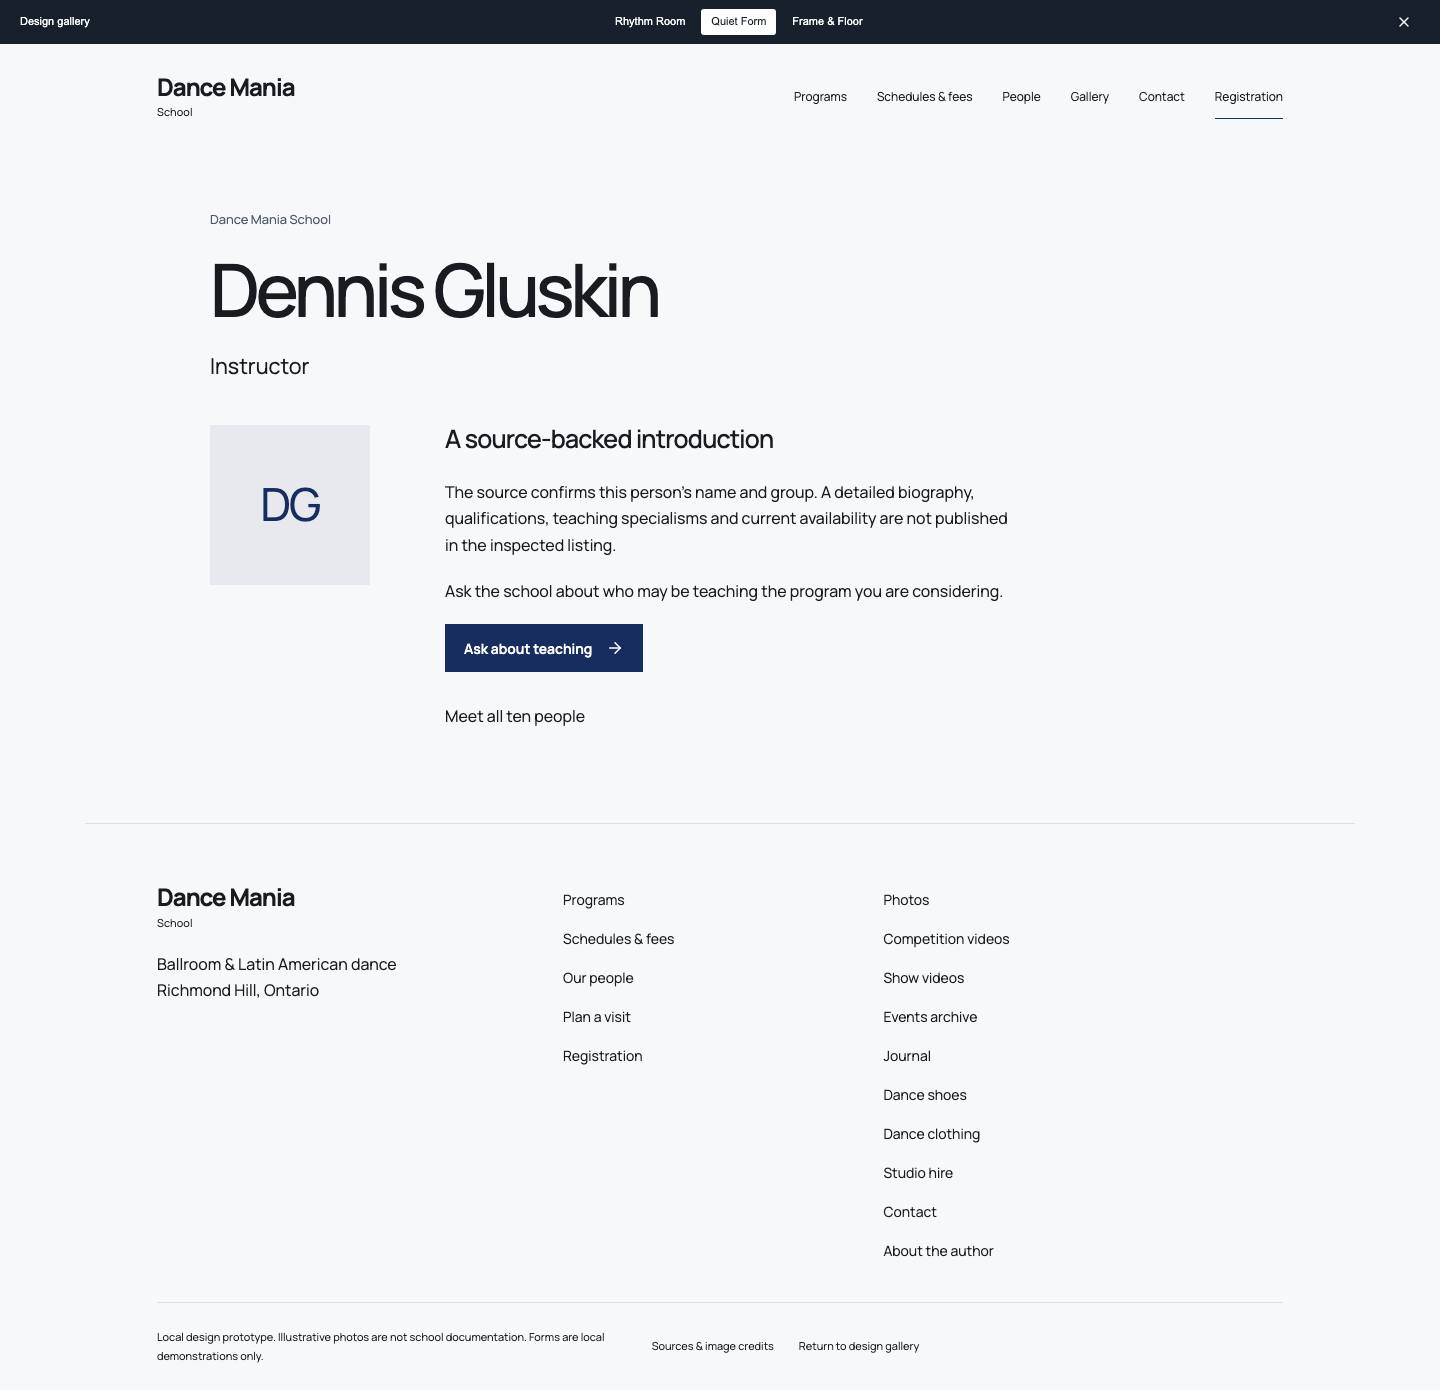 Design gallery
Rhythm Room
Quiet Form
Frame & Floor
Dance Mania
School
Programs
Schedules & fees
People
Gallery
Contact
Registration
Dance Mania School
Dennis Gluskin
Instructor
DG
A source-backed introduction
The source confirms this person’s name and group. A detailed biography,
qualifications, teaching specialisms and current availability are not published
in the inspected listing.
Ask the school about who may be teaching the program you are considering.
Ask about teaching
Meet all ten people
Dance Mania
School
Ballroom & Latin American dance
Richmond Hill, Ontario
Programs
Schedules & fees
Our people
Plan a visit
Registration
Photos
Competition videos
Show videos
Events archive
Journal
Dance shoes
Dance clothing
Studio hire
Contact
About the author
Local design prototype. Illustrative photos are not school documentation. Forms are local
demonstrations only.
Sources & image credits
Return to design gallery